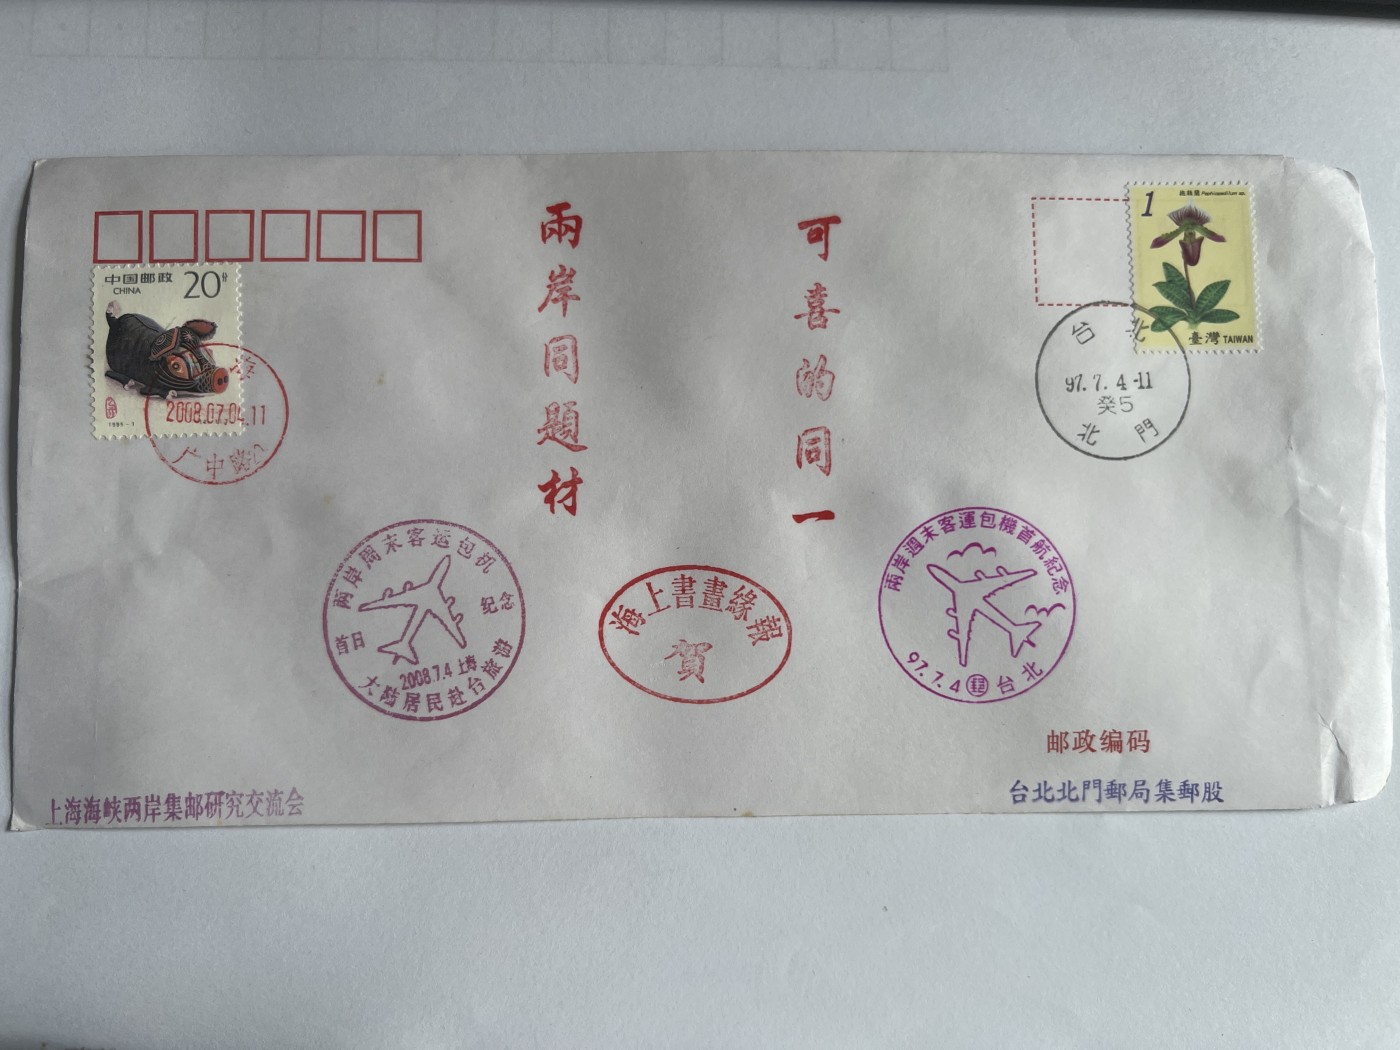 中国邮政
CHINA
20分
1995-1
2008.07.04.11
兩岸同題材
可喜的同一
1
Paphiopedilum sp.
臺灣 TAIWAN
台北
97.7.4-11
癸5
北門
两岸周末客运包机
首日
纪念
2008.7.4 上海
大陆居民赴台旅游
海上書畫緣報
賀
兩岸週末客運包機首航紀念
97.7.4 郵 台北
邮政编码
上海海峡两岸集邮研究交流会
台北北門郵局集郵股